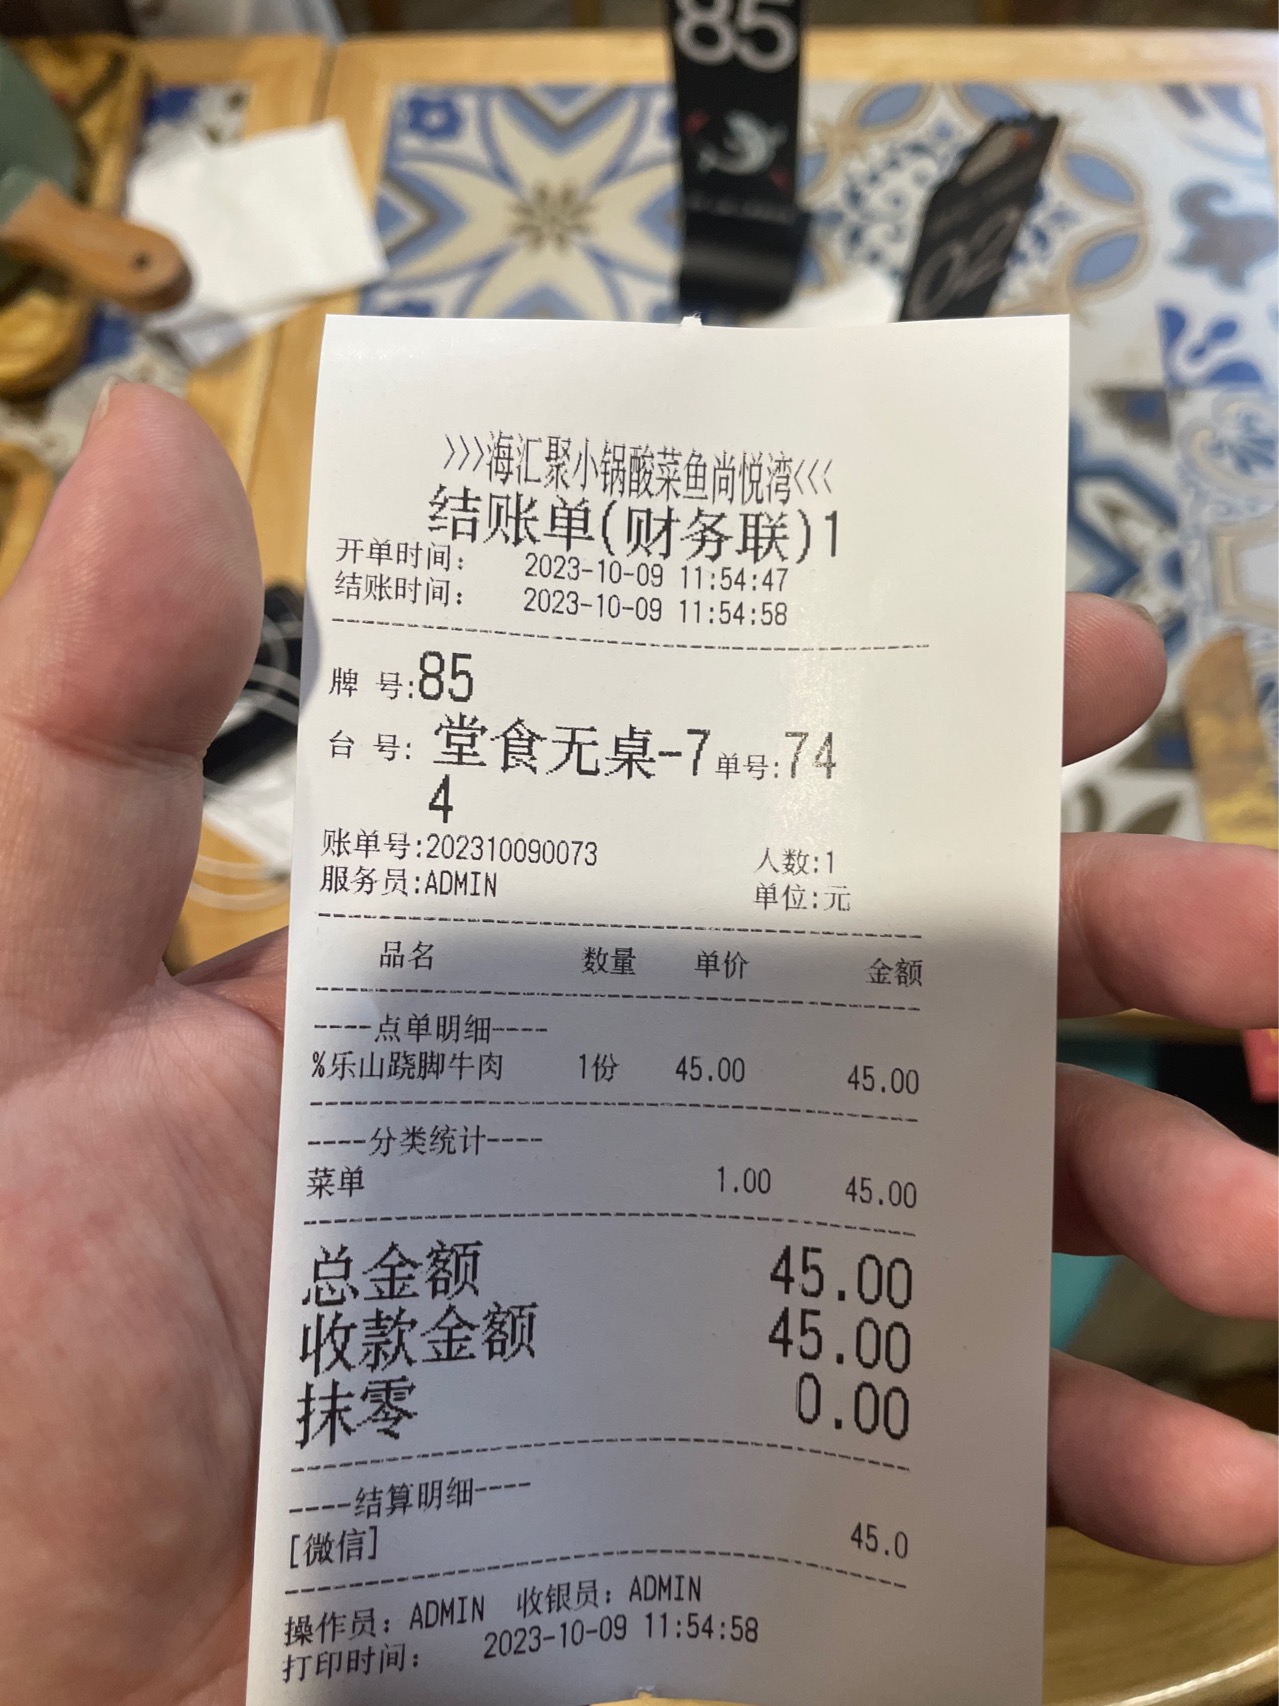 85
02
>>>海汇聚小锅酸菜鱼尚悦湾<<<
结账单(财务联)1
开单时间: 2023-10-09 11:54:47
结账时间: 2023-10-09 11:54:58
牌 号:85
台 号: 堂食无桌-7 单号:74
4
账单号:202310090073 人数:1
服务员:ADMIN 单位:元
品名 数量 单价 金额
----点单明细----
%乐山跷脚牛肉 1份 45.00 45.00
----分类统计----
菜单 1.00 45.00
总金额 45.00
收款金额 45.00
抹零 0.00
----结算明细----
[微信] 45.0
操作员: ADMIN 收银员: ADMIN
打印时间: 2023-10-09 11:54:58